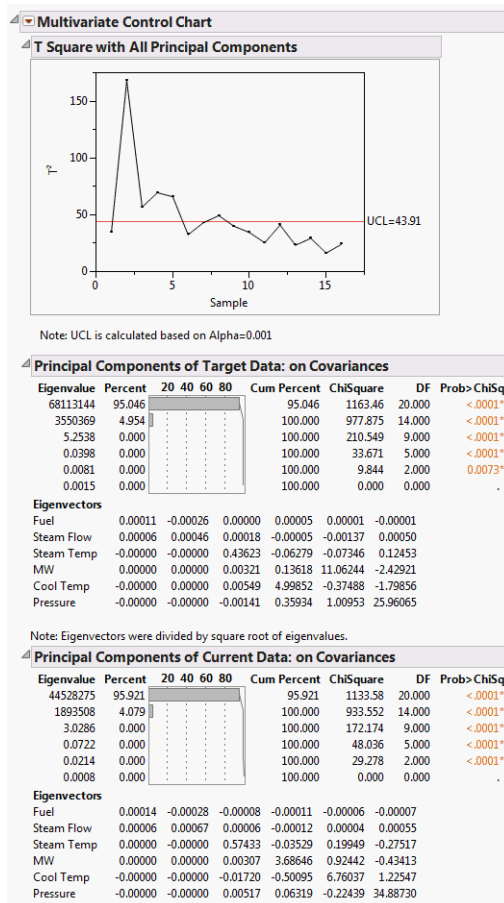 Multivariate Control Chart
T Square with All Principal Components
150
100
T²
50
UCL=43.91
0
0 5 10 15
Sample
Note: UCL is calculated based on Alpha=0.001
Principal Components of Target Data: on Covariances
Eigenvalue Percent 20 40 60 80 Cum Percent ChiSquare DF Prob>ChiSq
68113144 95.046 95.046 1163.46 20.000 <.0001*
3550369 4.954 100.000 977.875 14.000 <.0001*
5.2538 0.000 100.000 210.549 9.000 <.0001*
0.0398 0.000 100.000 33.671 5.000 <.0001*
0.0081 0.000 100.000 9.844 2.000 0.0073*
0.0015 0.000 100.000 0.000 0.000 .
Eigenvectors
Fuel 0.00011 -0.00026 0.00000 0.00005 0.00001 -0.00001
Steam Flow 0.00006 0.00046 0.00018 -0.00005 -0.00137 0.00050
Steam Temp -0.00000 -0.00000 0.43623 -0.06279 -0.07346 0.12453
MW -0.00000 0.00000 0.00321 0.13618 11.06244 -2.42921
Cool Temp -0.00000 0.00000 0.00549 4.99852 -0.37488 -1.79856
Pressure -0.00000 -0.00000 -0.00141 0.35934 1.00953 25.96065
Note: Eigenvectors were divided by square root of eigenvalues.
Principal Components of Current Data: on Covariances
Eigenvalue Percent 20 40 60 80 Cum Percent ChiSquare DF Prob>ChiSq
44528275 95.921 95.921 1133.58 20.000 <.0001*
1893508 4.079 100.000 933.552 14.000 <.0001*
3.0286 0.000 100.000 172.174 9.000 <.0001*
0.0722 0.000 100.000 48.036 5.000 <.0001*
0.0214 0.000 100.000 29.278 2.000 <.0001*
0.0008 0.000 100.000 0.000 0.000 .
Eigenvectors
Fuel 0.00014 -0.00028 -0.00008 -0.00011 -0.00006 -0.00007
Steam Flow 0.00006 0.00067 0.00006 -0.00012 0.00004 0.00055
Steam Temp 0.00000 -0.00000 0.57433 -0.03529 0.19949 -0.27517
MW 0.00000 0.00000 0.00307 3.68646 0.92442 -0.43413
Cool Temp -0.00000 0.00000 -0.01720 -0.50095 6.76037 1.22547
Pressure -0.00000 -0.00000 0.00517 0.06319 -0.22439 34.88730